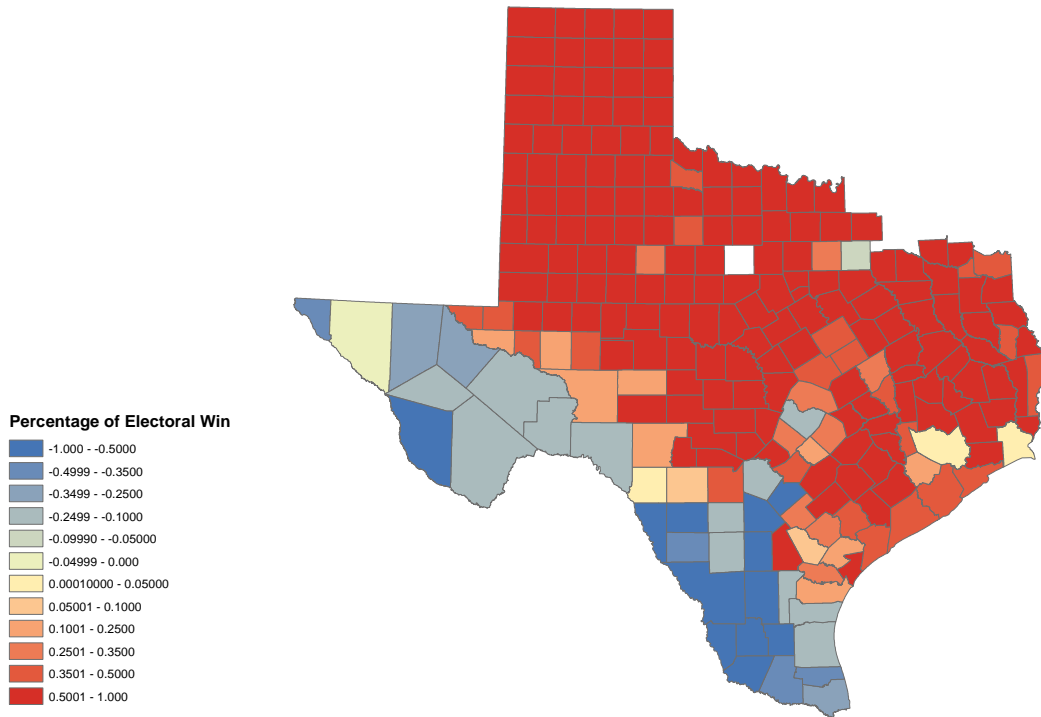 Percentage of Electoral Win
-1.000 - -0.5000
-0.4999 - -0.3500
-0.3499 - -0.2500
-0.2499 - -0.1000
-0.09990 - -0.05000
-0.04999 - 0.000
0.00010000 - 0.05000
0.05001 - 0.1000
0.1001 - 0.2500
0.2501 - 0.3500
0.3501 - 0.5000
0.5001 - 1.000